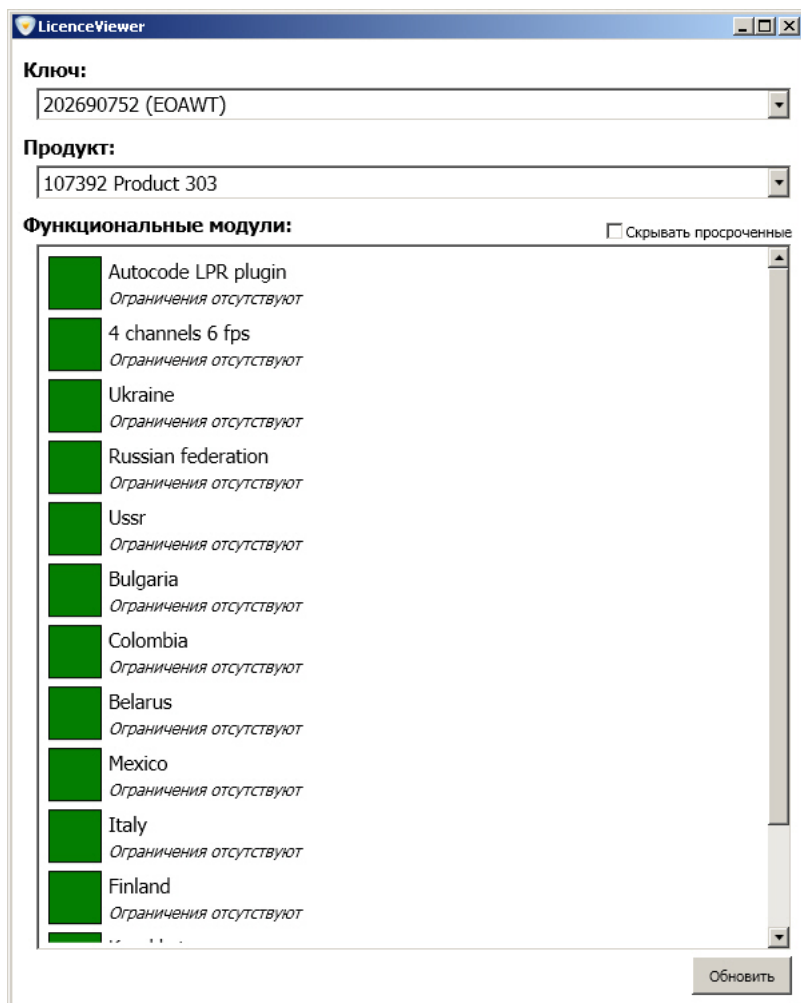 LicenceViewer
Ключ:
202690752 (EOAWT)
Продукт:
107392 Product 303
Функциональные модули:
Скрывать просроченные
Autocode LPR plugin
Ограничения отсутствуют
4 channels 6 fps
Ограничения отсутствуют
Ukraine
Ограничения отсутствуют
Russian federation
Ограничения отсутствуют
Ussr
Ограничения отсутствуют
Bulgaria
Ограничения отсутствуют
Colombia
Ограничения отсутствуют
Belarus
Ограничения отсутствуют
Mexico
Ограничения отсутствуют
Italy
Ограничения отсутствуют
Finland
Ограничения отсутствуют
Обновить